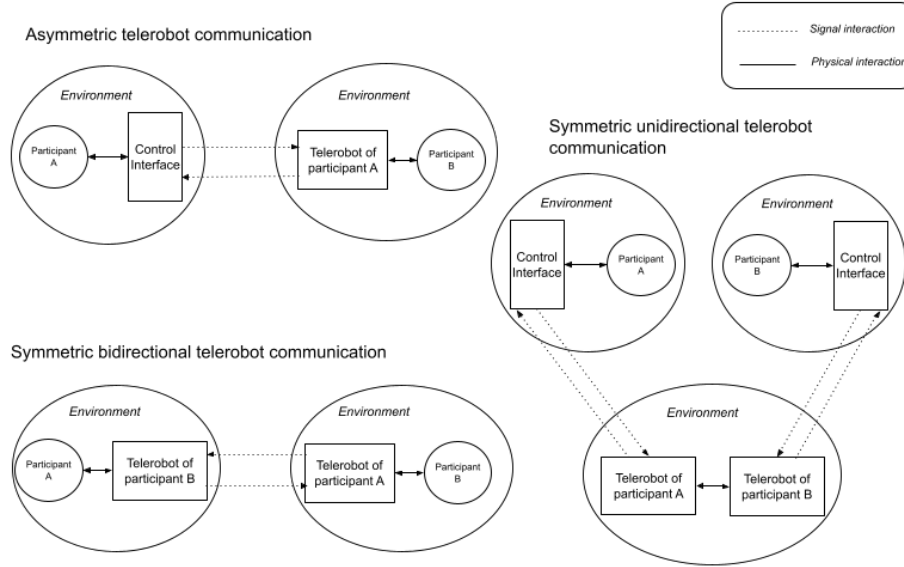 Asymmetric telerobot communication
Environment
Participant
A
Control
Interface
Environment
Telerobot of
participant A
Participant
B
Signal interaction
Physical interaction
Symmetric unidirectional telerobot
communication
Environment
Control
Interface
Participant
A
Environment
Participant
B
Control
Interface
Environment
Telerobot of
participant A
Telerobot of
participant B
Symmetric bidirectional telerobot communication
Environment
Participant
A
Telerobot of
participant B
Environment
Telerobot of
participant A
Participant
B